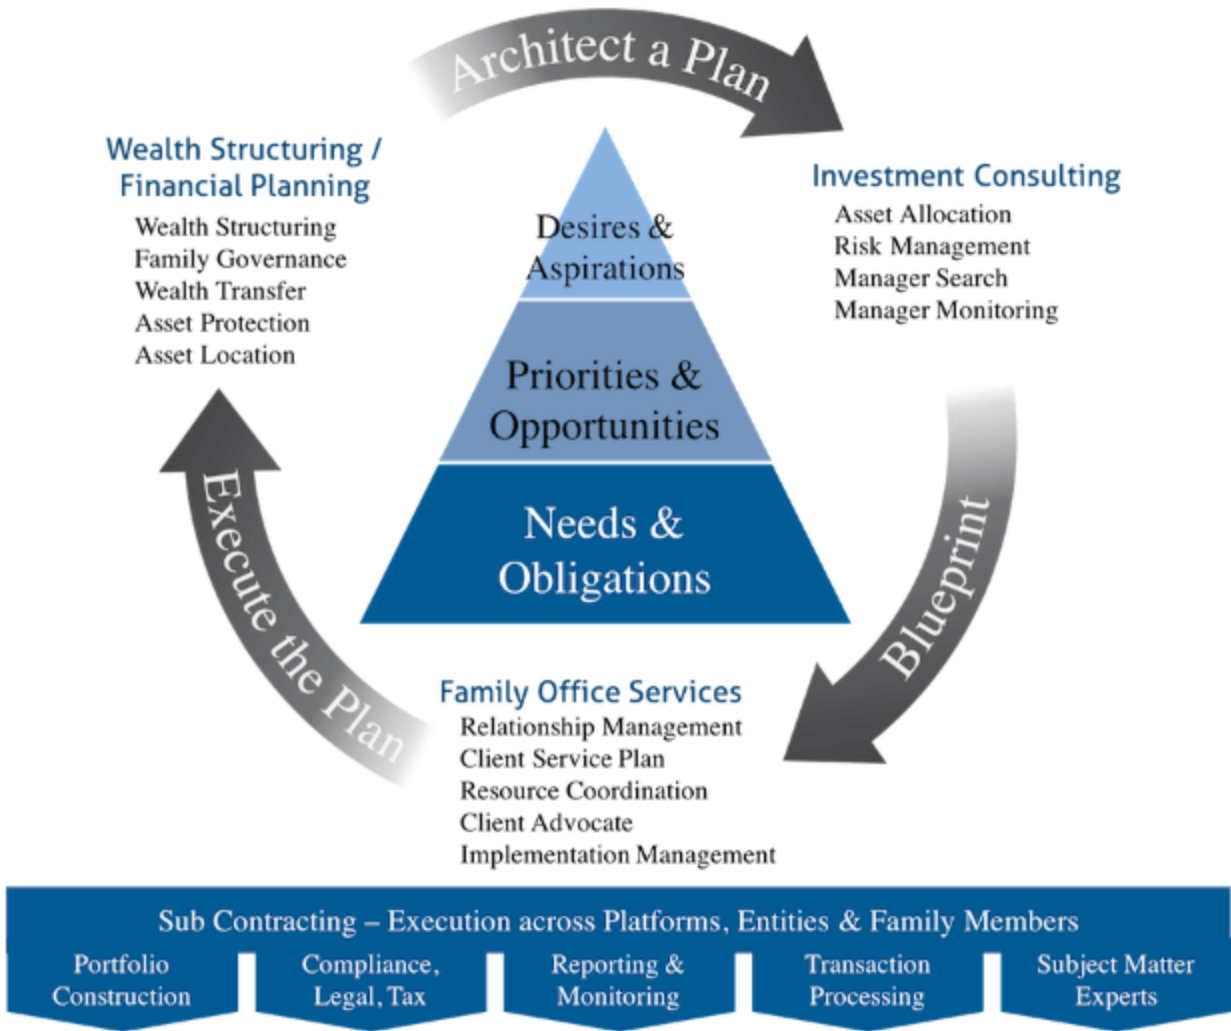 Architect a Plan
Wealth Structuring /
Financial Planning
Wealth Structuring
Family Governance
Wealth Transfer
Asset Protection
Asset Location
Investment Consulting
Asset Allocation
Risk Management
Manager Search
Manager Monitoring
Desires &
Aspirations
Priorities &
Opportunities
Needs &
Obligations
Execute the Plan
Blueprint
Family Office Services
Relationship Management
Client Service Plan
Resource Coordination
Client Advocate
Implementation Management
Sub Contracting – Execution across Platforms, Entities & Family Members
Portfolio
Construction
Compliance,
Legal, Tax
Reporting &
Monitoring
Transaction
Processing
Subject Matter
Experts